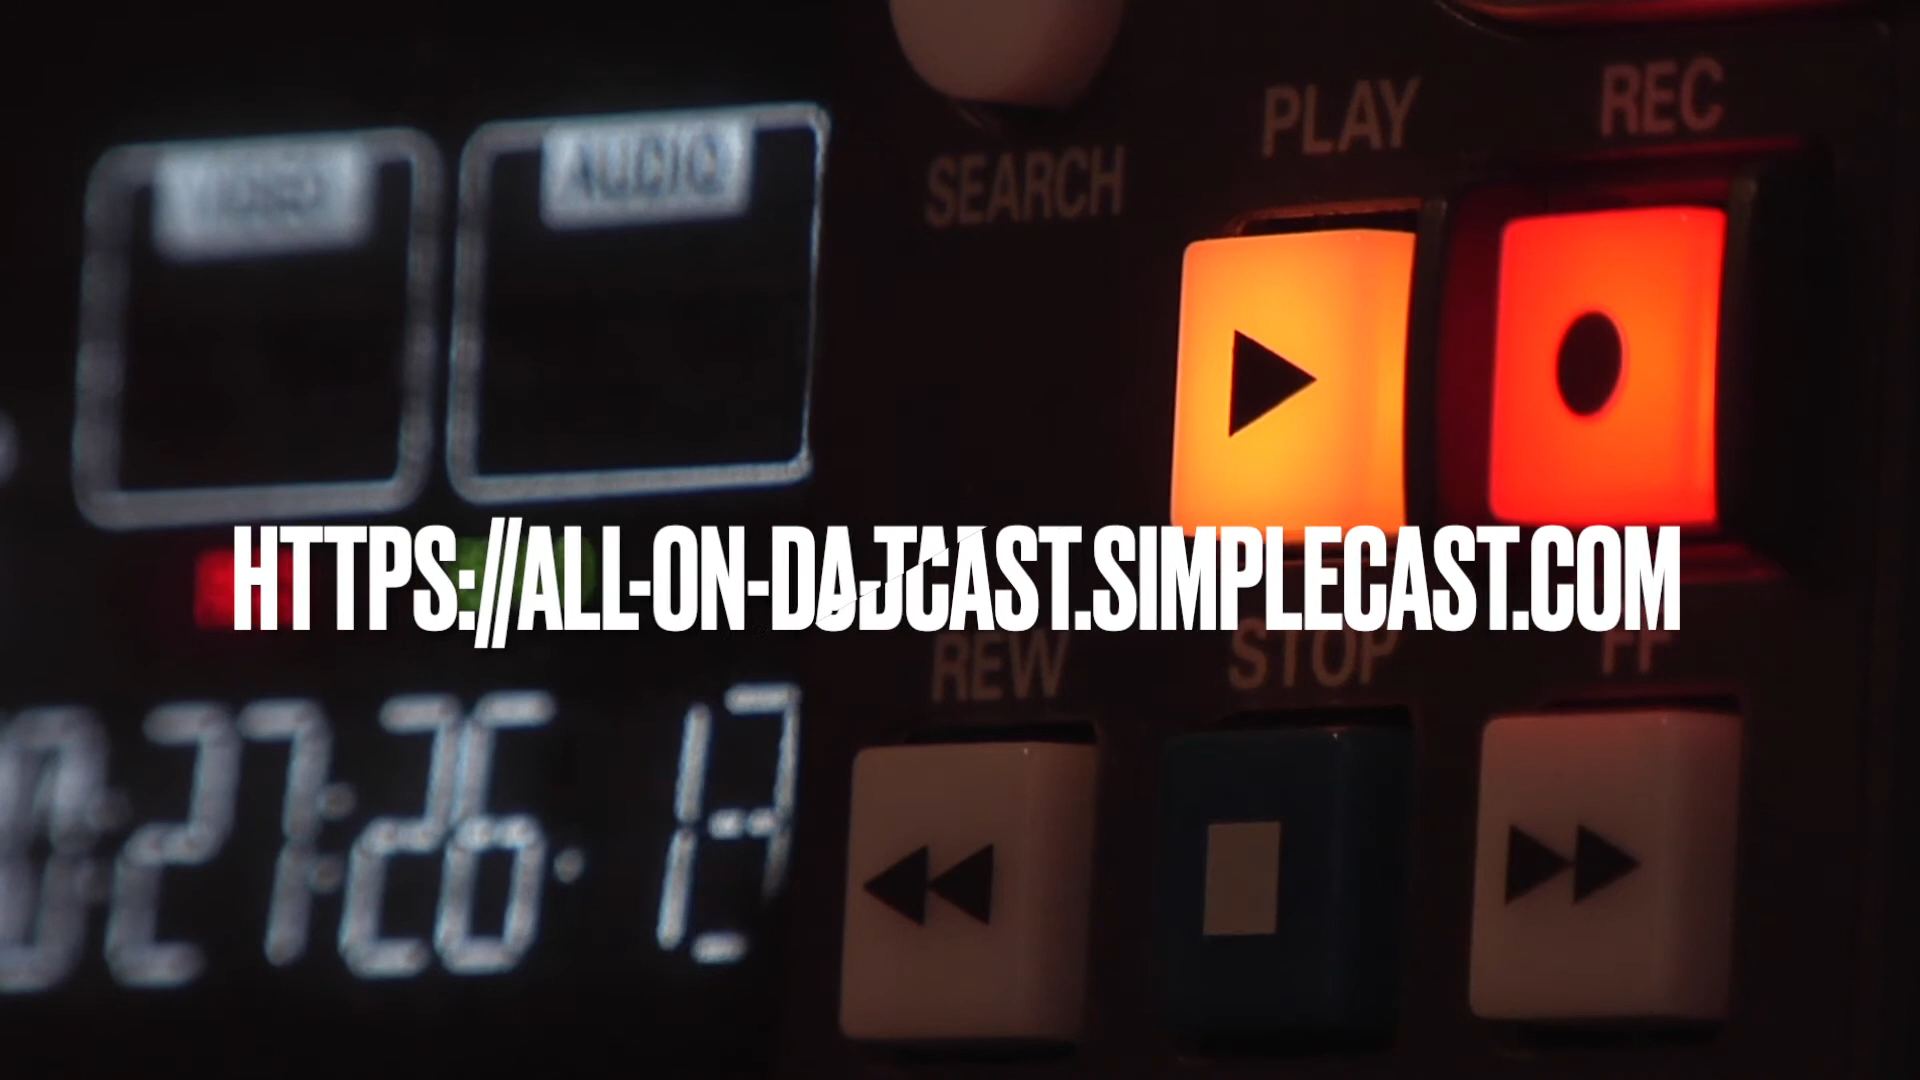 VIDEO
AUDIO
SEARCH
PLAY
REC
HTTPS://ALL-ON-DAJCAST.SIMPLECAST.COM
REW
STOP
FF